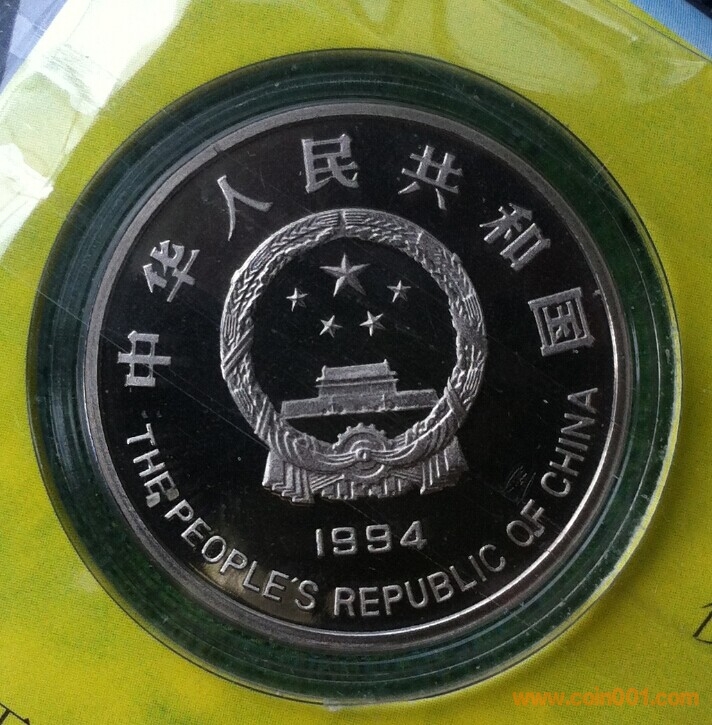 中华人民共和国
1994
THE PEOPLE'S REPUBLIC OF CHINA
www.coin001.com